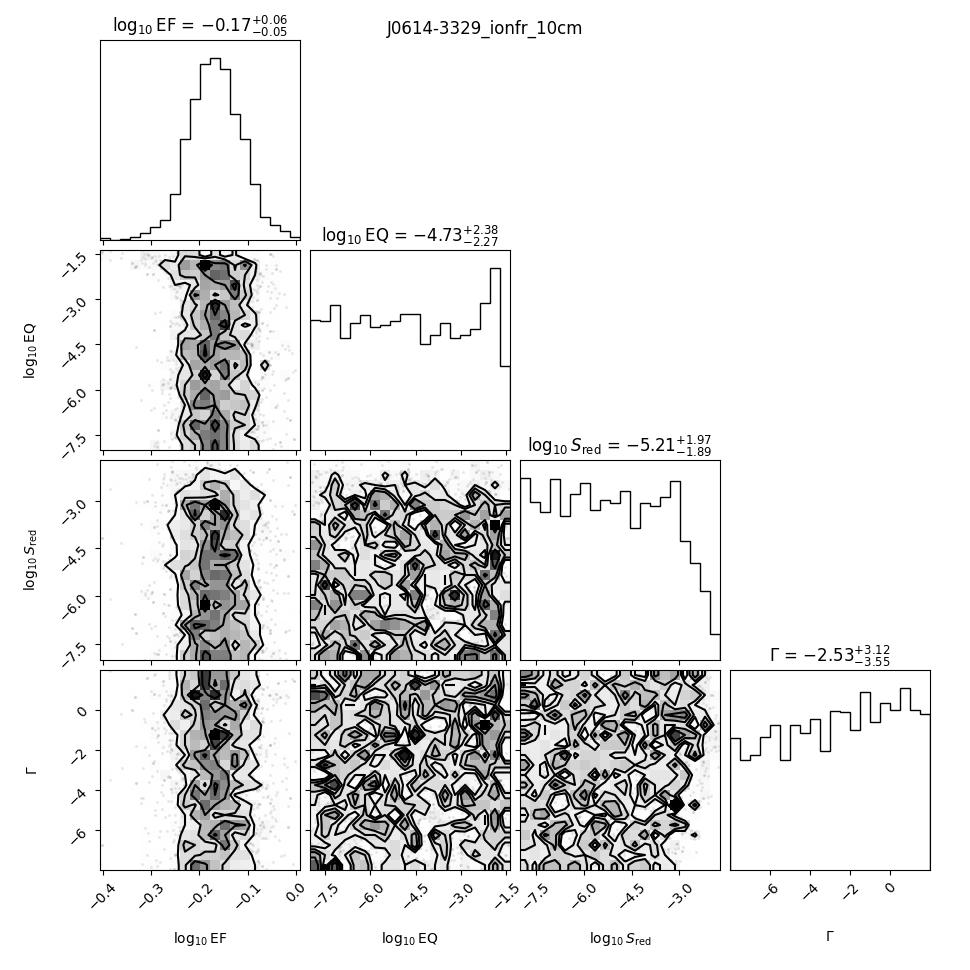 J0614-3329_ionfr_10cm
log₁₀ EF = −0.17+0.06−0.05
log₁₀ EQ = −4.73+2.38−2.27
−1.5
−3.0
−4.5
−6.0
−7.5
log₁₀ EQ
log₁₀ Sred = −5.21+1.97−1.89
−3.0
−4.5
−6.0
−7.5
log₁₀ Sred
Γ = −2.53+3.12−3.55
0
−2
−4
−6
Γ
−0.4 −0.3 −0.2 −0.1 0.0
−7.5 −6.0 −4.5 −3.0 −1.5
−7.5 −6.0 −4.5 −3.0
−6 −4 −2 0
log₁₀ EF
log₁₀ EQ
log₁₀ Sred
Γ